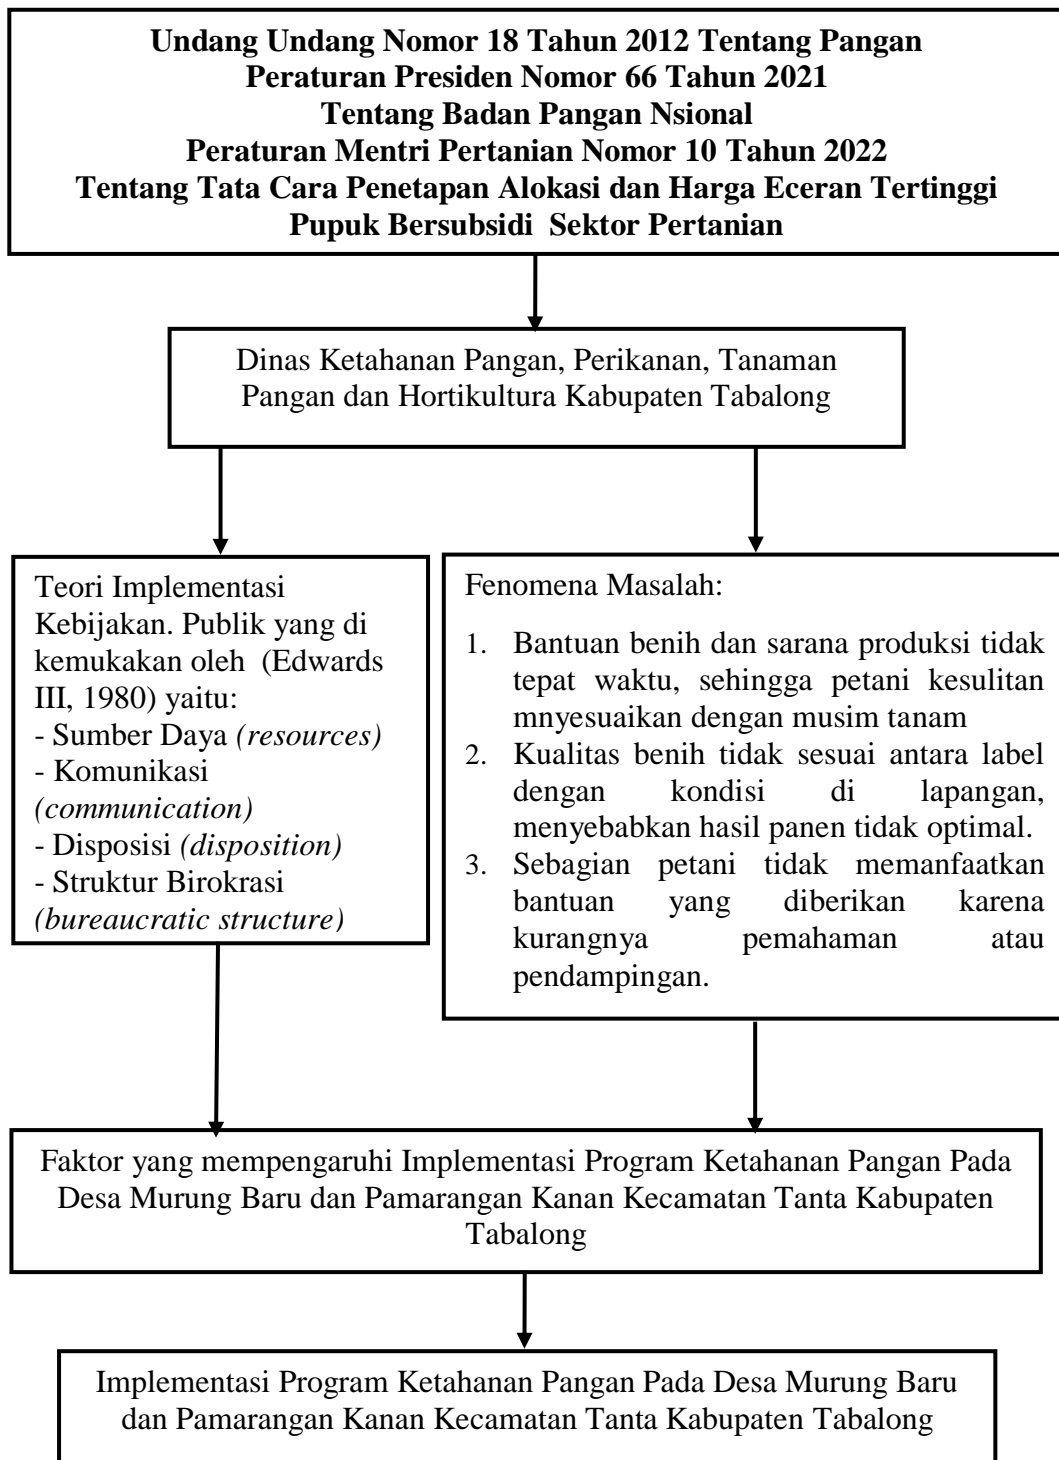 Undang Undang Nomor 18 Tahun 2012 Tentang Pangan
Peraturan Presiden Nomor 66 Tahun 2021
Tentang Badan Pangan Nsional
Peraturan Mentri Pertanian Nomor 10 Tahun 2022
Tentang Tata Cara Penetapan Alokasi dan Harga Eceran Tertinggi
Pupuk Bersubsidi Sektor Pertanian
Dinas Ketahanan Pangan, Perikanan, Tanaman
Pangan dan Hortikultura Kabupaten Tabalong
Teori Implementasi
Kebijakan. Publik yang di
kemukakan oleh (Edwards
III, 1980) yaitu:
- Sumber Daya (resources)
- Komunikasi
(communication)
- Disposisi (disposition)
- Struktur Birokrasi
(bureaucratic structure)
Fenomena Masalah:
1. Bantuan benih dan sarana produksi tidak
tepat waktu, sehingga petani kesulitan
mnyesuaikan dengan musim tanam
2. Kualitas benih tidak sesuai antara label
dengan kondisi di lapangan,
menyebabkan hasil panen tidak optimal.
3. Sebagian petani tidak memanfaatkan
bantuan yang diberikan karena
kurangnya pemahaman atau
pendampingan.
Faktor yang mempengaruhi Implementasi Program Ketahanan Pangan Pada
Desa Murung Baru dan Pamarangan Kanan Kecamatan Tanta Kabupaten
Tabalong
Implementasi Program Ketahanan Pangan Pada Desa Murung Baru
dan Pamarangan Kanan Kecamatan Tanta Kabupaten Tabalong